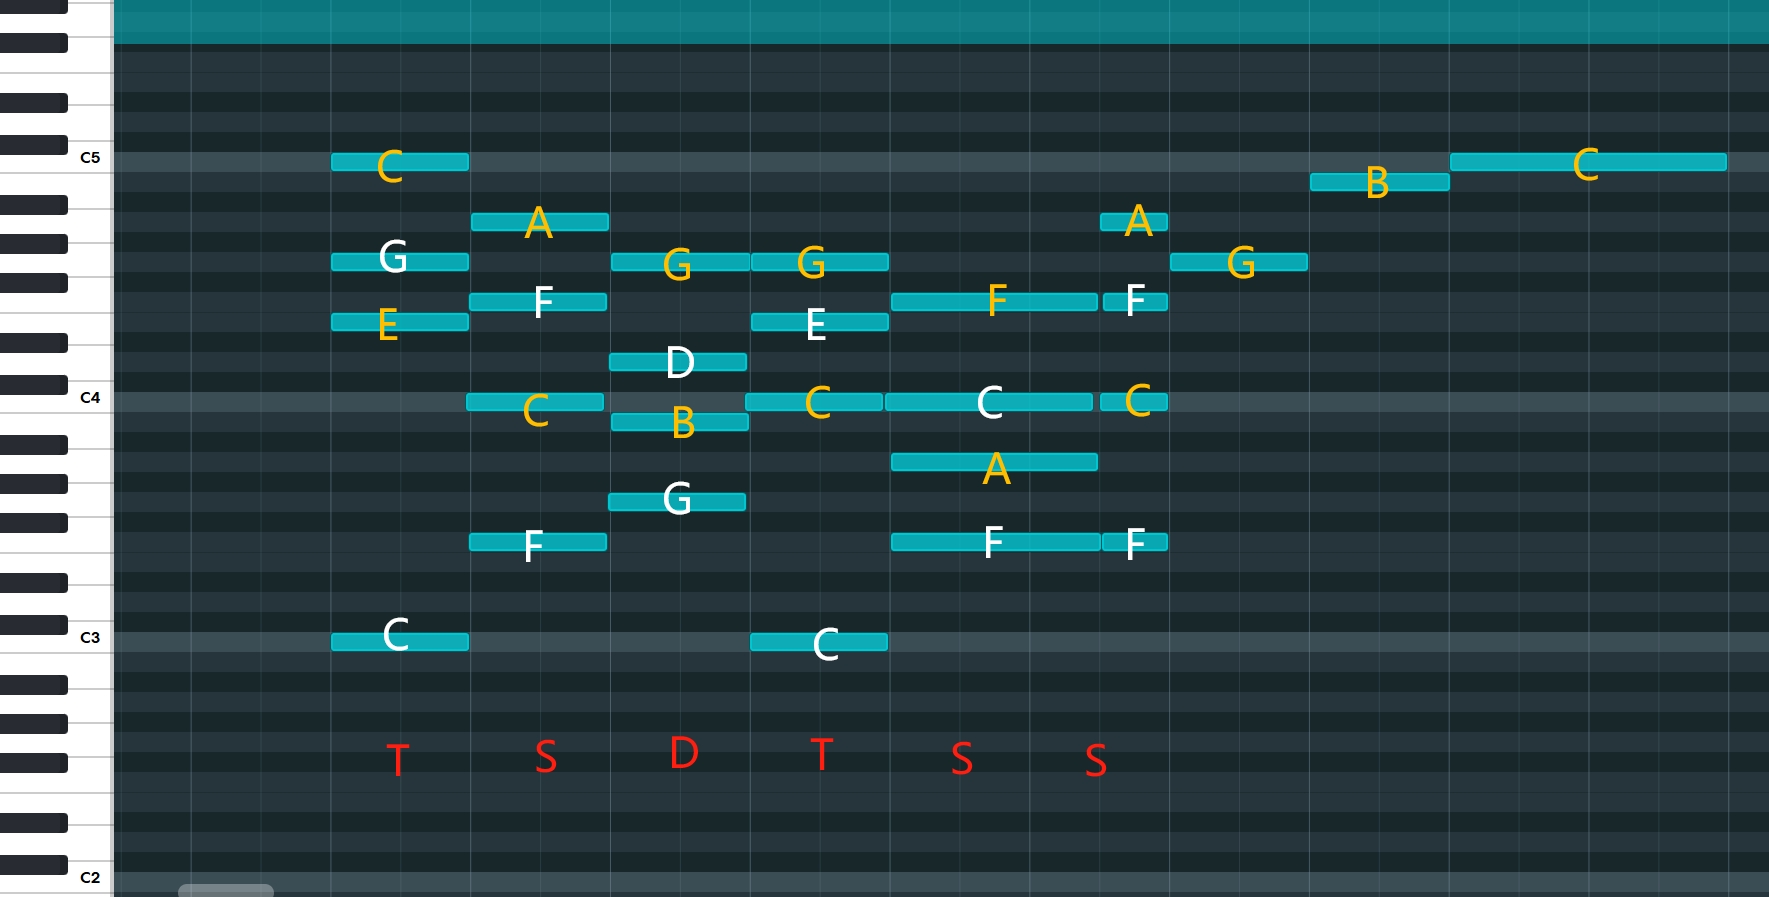 C5 C C
B
A A
G G G G
F F F
E E
D
C4 C C C C
B
A
G
F F F
C3 C C
T S D T S S
C2